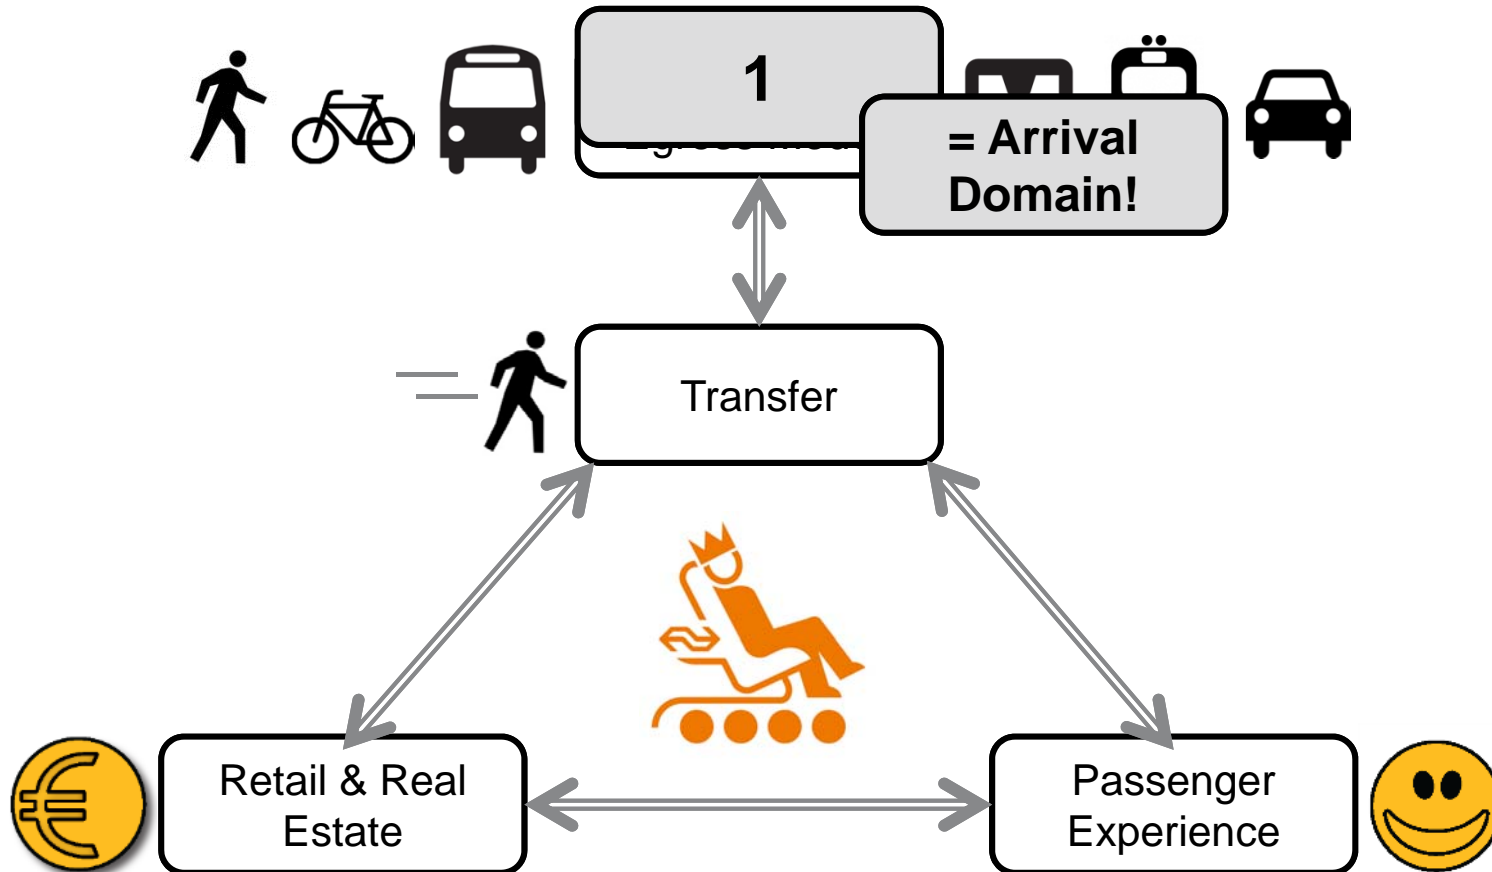 1
= Arrival
Domain!
Transfer
Retail & Real
Estate
Passenger
Experience